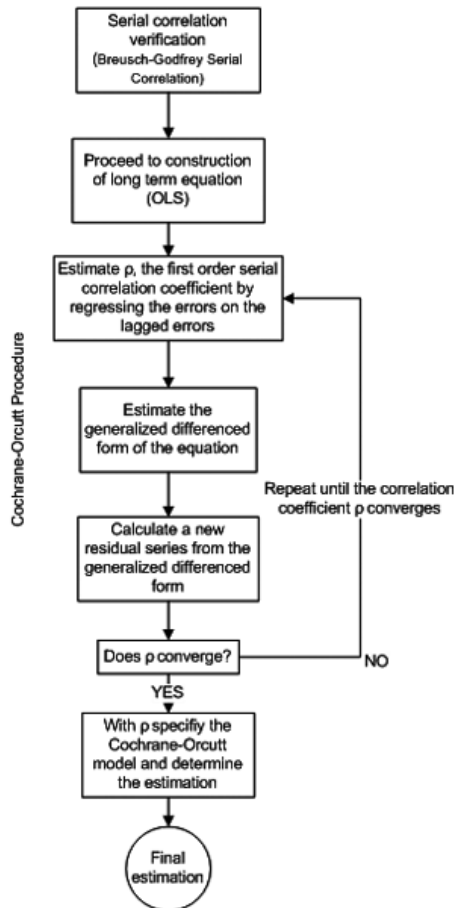 Serial correlation
verification
(Breusch-Godfrey Serial
Correlation)
Proceed to construction
of long term equation
(OLS)
Estimate ρ, the first order serial
correlation coefficient by
regressing the errors on the
lagged errors
Cochrane-Orcutt Procedure
Estimate the
generalized differenced
form of the equation
Repeat until the correlation
coefficient ρ converges
Calculate a new
residual series from the
generalized differenced
form
Does ρ converge?
NO
YES
With ρ specifiy the
Cochrane-Orcutt
model and determine
the estimation
Final
estimation